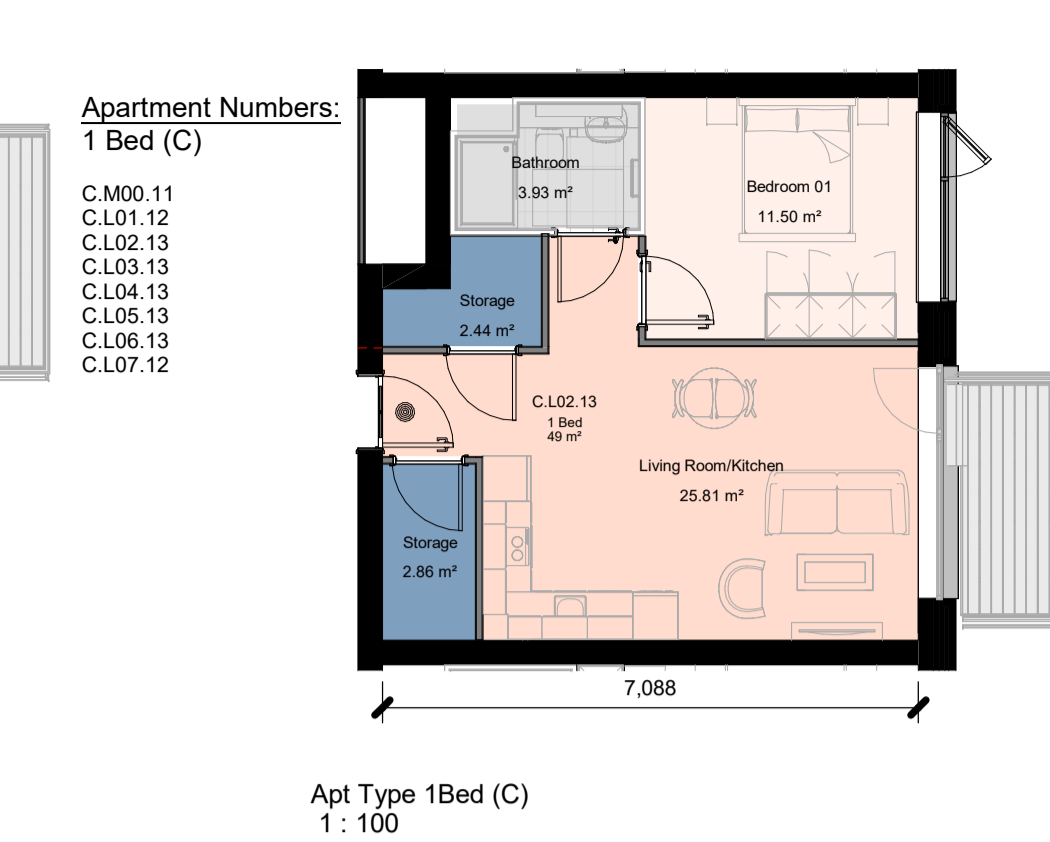 Apartment Numbers:
1 Bed (C)
C.M00.11
C.L01.12
C.L02.13
C.L03.13
C.L04.13
C.L05.13
C.L06.13
C.L07.12
Bathroom
3.93 m²
Bedroom 01
11.50 m²
Storage
2.44 m²
C.L02.13
1 Bed
49 m²
Living Room/Kitchen
25.81 m²
Storage
2.86 m²
7,088
Apt Type 1Bed (C)
1 : 100